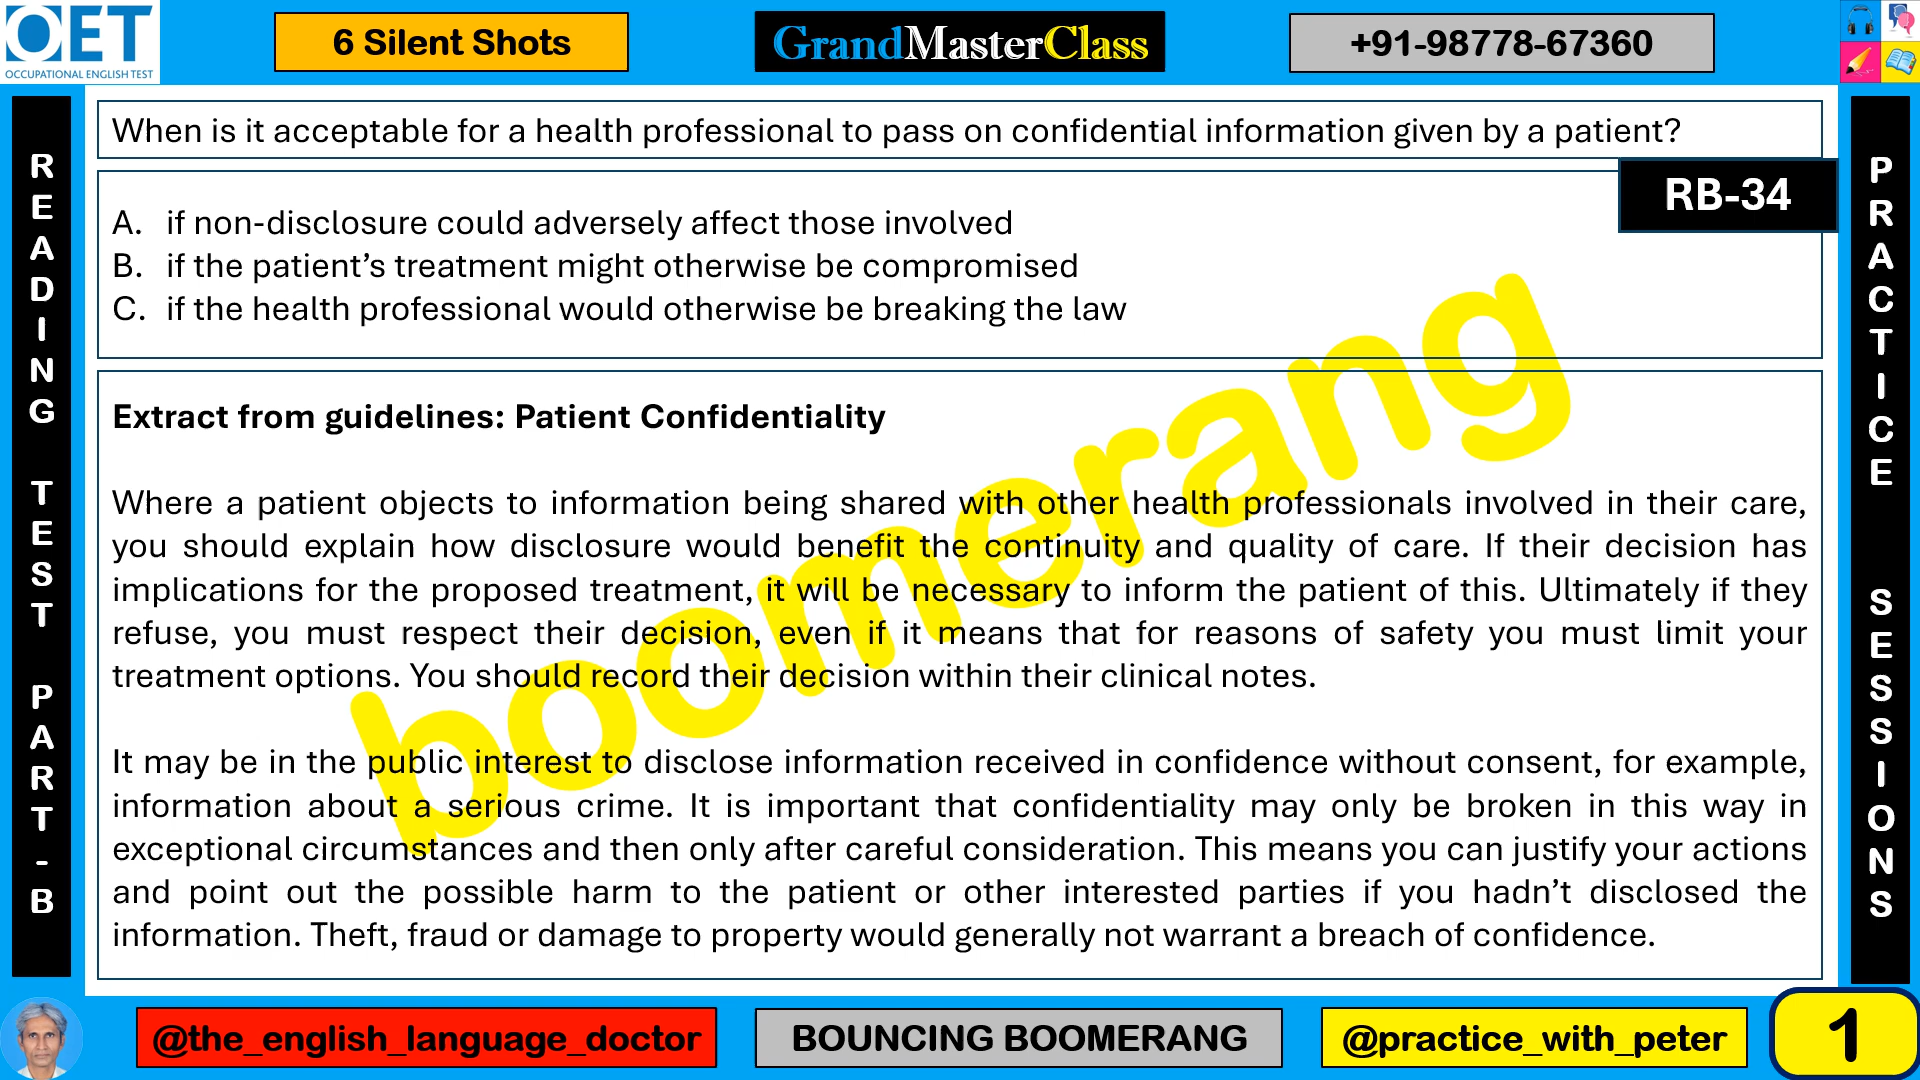 OET
OCCUPATIONAL ENGLISH TEST
6 Silent Shots
GrandMasterClass
+91-98778-67360
READING TEST PART-B
When is it acceptable for a health professional to pass on confidential information given by a patient?
RB-34
A. if non-disclosure could adversely affect those involved
B. if the patient’s treatment might otherwise be compromised
C. if the health professional would otherwise be breaking the law
boomerang
Extract from guidelines: Patient Confidentiality
Where a patient objects to information being shared with other health professionals involved in their care,
you should explain how disclosure would benefit the continuity and quality of care. If their decision has
implications for the proposed treatment, it will be necessary to inform the patient of this. Ultimately if they
refuse, you must respect their decision, even if it means that for reasons of safety you must limit your
treatment options. You should record their decision within their clinical notes.
It may be in the public interest to disclose information received in confidence without consent, for example,
information about a serious crime. It is important that confidentiality may only be broken in this way in
exceptional circumstances and then only after careful consideration. This means you can justify your actions
and point out the possible harm to the patient or other interested parties if you hadn’t disclosed the
information. Theft, fraud or damage to property would generally not warrant a breach of confidence.
PRACTICE SESSIONS
@the_english_language_doctor
BOUNCING BOOMERANG
@practice_with_peter
1